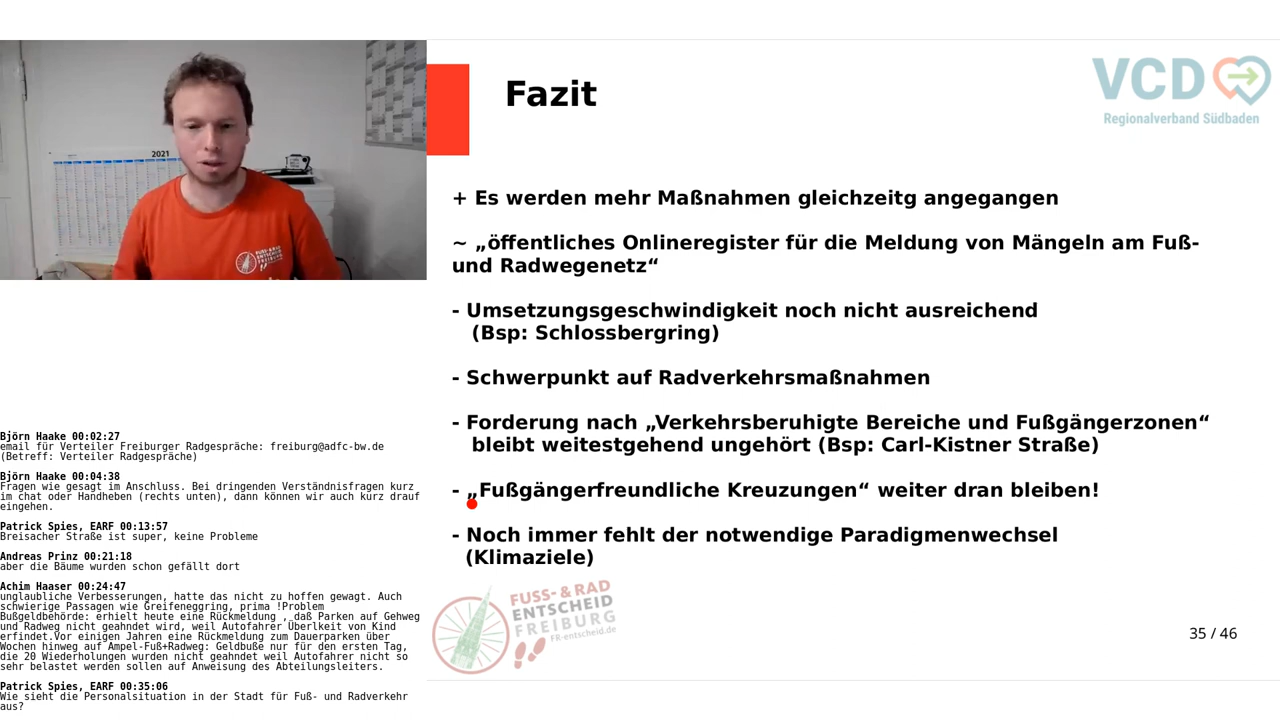 2021
FUSS- & RAD
ENTSCHEID
FREIBURG
Fazit
VCD
Regionalverband Südbaden
+ Es werden mehr Maßnahmen gleichzeitg angegangen
~ „öffentliches Onlineregister für die Meldung von Mängeln am Fuß-
und Radwegenetz“
- Umsetzungsgeschwindigkeit noch nicht ausreichend
(Bsp: Schlossbergring)
- Schwerpunkt auf Radverkehrsmaßnahmen
- Forderung nach „Verkehrsberuhigte Bereiche und Fußgängerzonen“
bleibt weitestgehend ungehört (Bsp: Carl-Kistner Straße)
- „Fußgängerfreundliche Kreuzungen“ weiter dran bleiben!
- Noch immer fehlt der notwendige Paradigmenwechsel
(Klimaziele)
FUSS- & RAD
ENTSCHEID
FREIBURG
FR-entscheid.de
35 / 46
Björn Haake 00:02:27
email für Verteiler Freiburger Radgespräche: freiburg@adfc-bw.de
(Betreff: Verteiler Radgespräche)
Björn Haake 00:04:38
Fragen wie gesagt im Anschluss. Bei dringenden Verständnisfragen kurz
im chat oder Handheben (rechts unten), dann können wir auch kurz drauf
eingehen.
Patrick Spies, EARF 00:13:57
Breisacher Straße ist super, keine Probleme
Andreas Prinz 00:21:18
aber die Bäume wurden schon gefällt dort
Achim Haaser 00:24:47
unglaubliche Verbesserungen, hatte das nicht zu hoffen gewagt. Auch
schwierige Passagen wie Greifeneggring, prima !Problem
Bußgeldbehörde: erhielt heute eine Rückmeldung ,¸daß Parken auf Gehweg
und Radweg nicht geahndet wird, weil Autofahrer Überlkeit von Kind
erfindet.Vor einigen Jahren eine Rückmeldung zum Dauerparken über
Wochen hinweg auf Ampel-Fuß+Radweg: Geldbuße nur für den ersten Tag,
die 20 Wiederholungen wurden nicht geahndet weil Autofahrer nicht so
sehr belastet werden sollen auf Anweisung des Abteilungsleiters.
Patrick Spies, EARF 00:35:06
Wie sieht die Personalsituation in der Stadt für Fuß- und Radverkehr
aus?